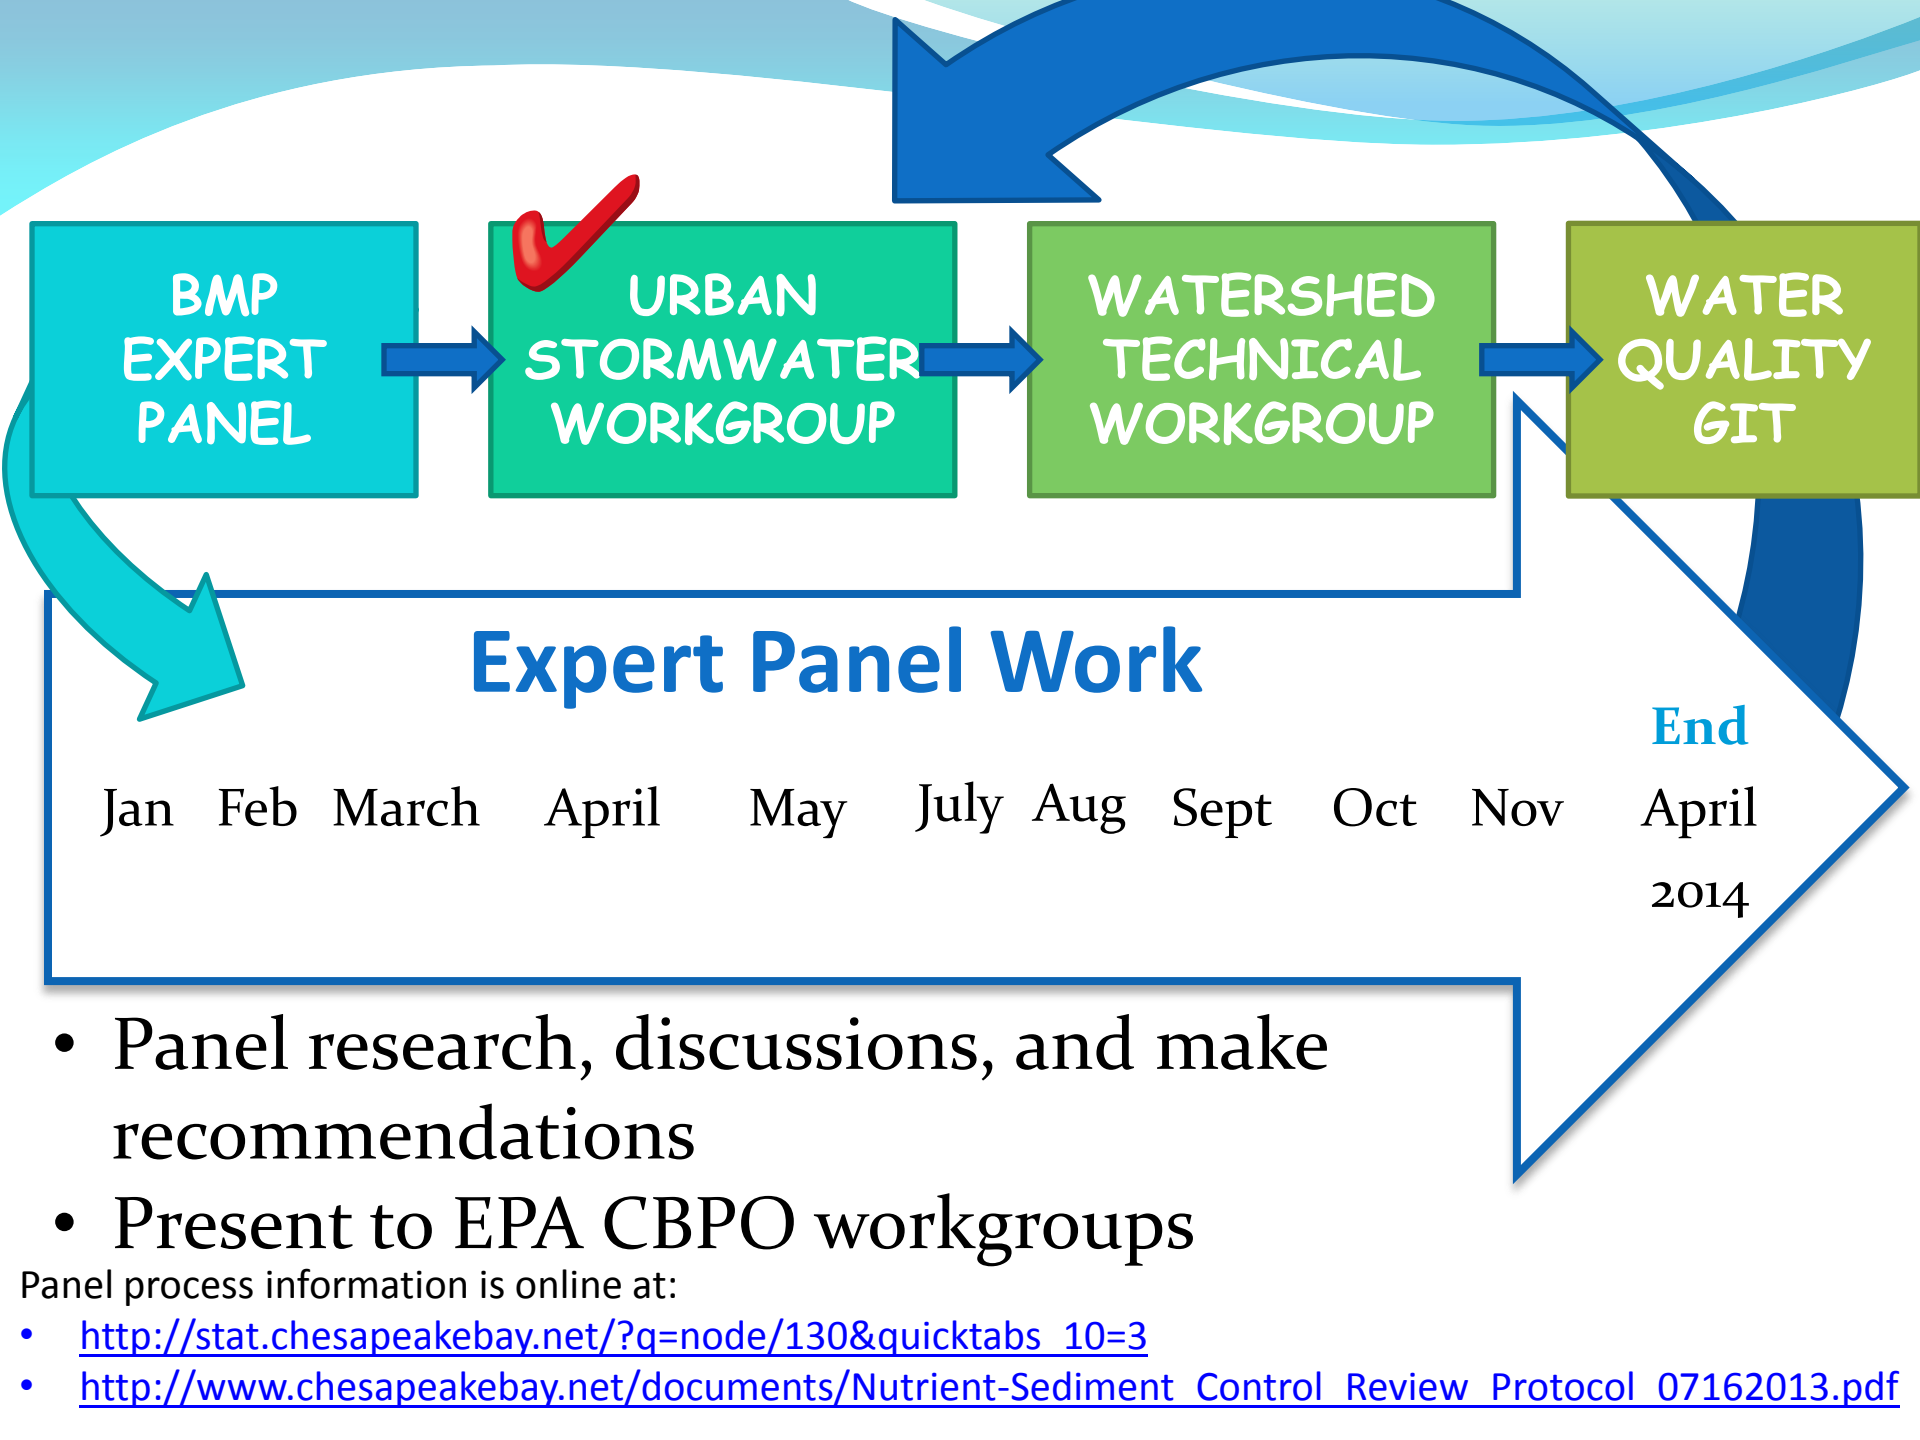 BMP
EXPERT
PANEL
URBAN
STORMWATER
WORKGROUP
WATERSHED
TECHNICAL
WORKGROUP
WATER
QUALITY
GIT
Expert Panel Work
End
Jan Feb March April May July Aug Sept Oct Nov April
2014
• Panel research, discussions, and make
recommendations
• Present to EPA CBPO workgroups
Panel process information is online at:
• http://stat.chesapeakebay.net/?q=node/130&quicktabs_10=3
• http://www.chesapeakebay.net/documents/Nutrient-Sediment_Control_Review_Protocol_07162013.pdf